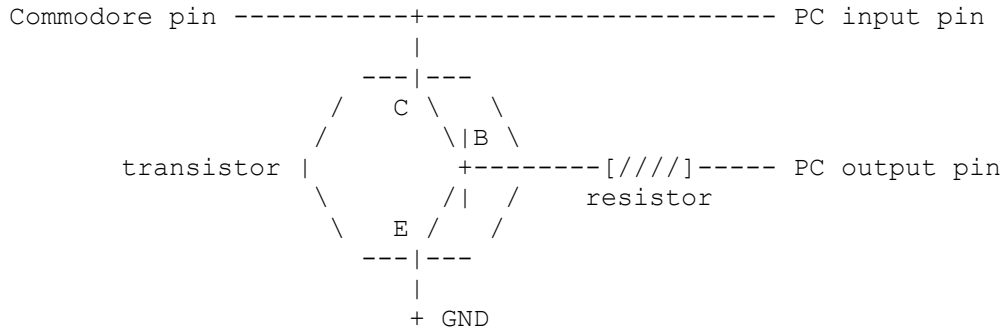 Commodore pin -----------+---------------------- PC input pin
|
---|---
/ C \ \
/ \|B \
transistor | +--------[////]----- PC output pin
\ /| / resistor
\ E / /
---|---
|
+ GND